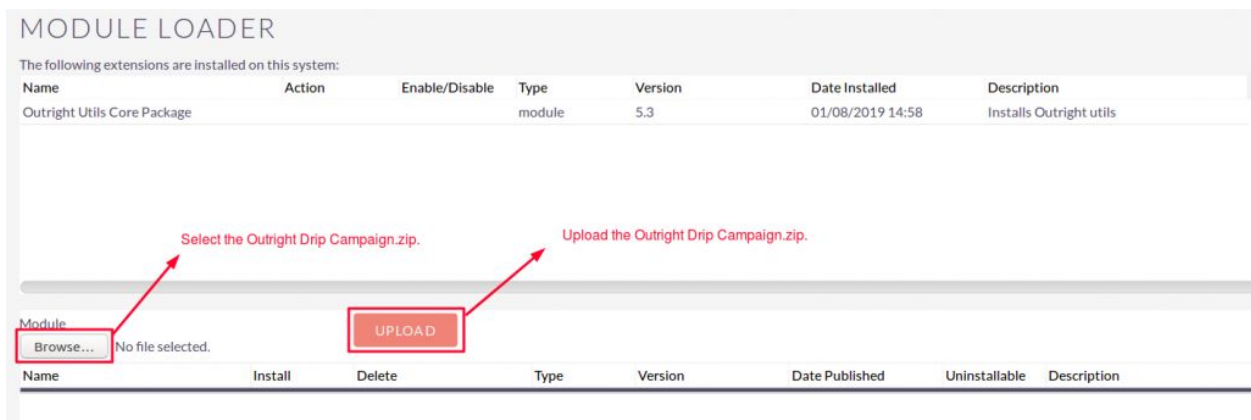 MODULE LOADER
The following extensions are installed on this system:
Name Action Enable/Disable Type Version Date Installed Description
Outright Utils Core Package module 5.3 01/08/2019 14:58 Installs Outright utils
Select the Outright Drip Campaign.zip. Upload the Outright Drip Campaign.zip.
Module
UPLOAD
Browse... No file selected.
Name Install Delete Type Version Date Published Uninstallable Description